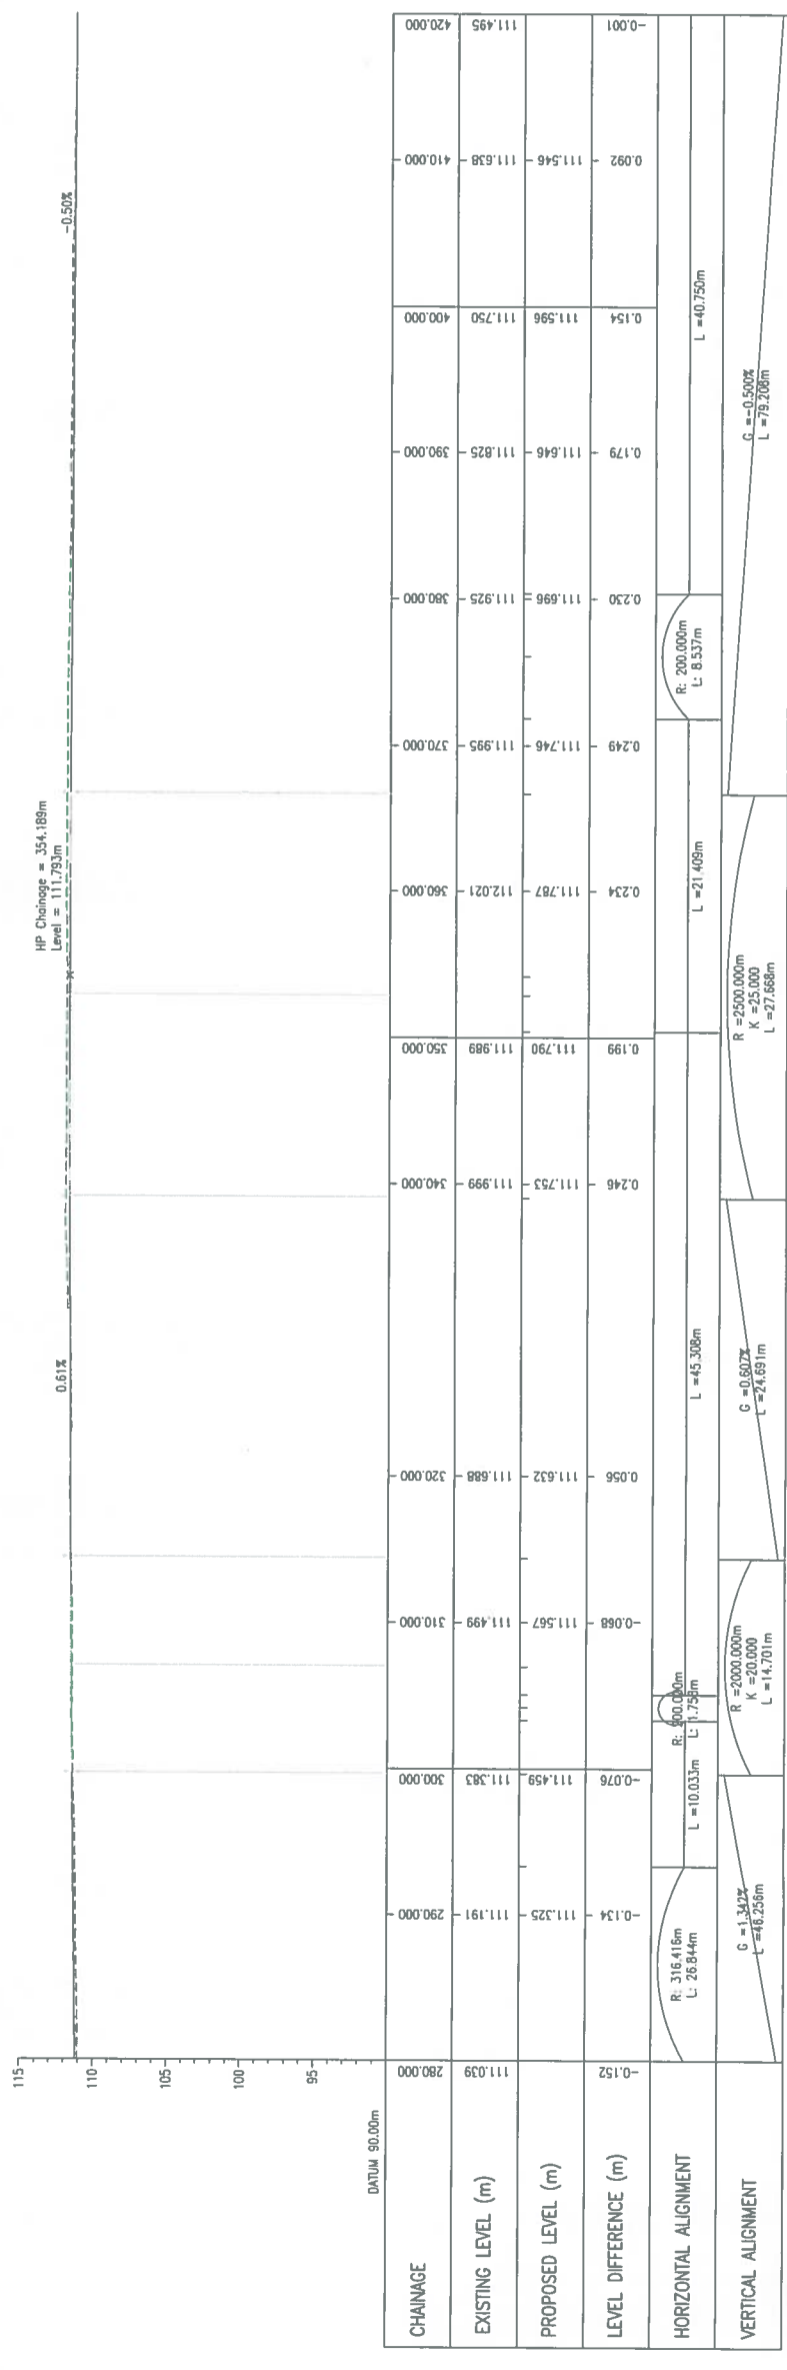 HP Chainage = 354.189m
Level = 111.793m
0.61%
-0.50%
115
110
105
100
95
DATUM 90.00m
CHAINAGE 280.000 290.000 300.000 310.000 320.000 340.000 350.000 360.000 370.000 380.000 390.000 400.000 410.000 420.000
EXISTING LEVEL (m) 111.039 111.191 111.383 111.499 111.688 111.999 111.989 112.021 111.995 111.925 111.825 111.750 111.638 111.495
PROPOSED LEVEL (m) 111.325 111.459 111.567 111.632 111.753 111.790 111.787 111.746 111.696 111.646 111.596 111.546
LEVEL DIFFERENCE (m) -0.152 -0.134 -0.076 -0.068 0.056 0.246 0.199 0.234 0.249 0.230 0.179 0.154 0.092 -0.001
HORIZONTAL ALIGNMENT
R: 316.416m
L: 26.844m
L =10.033m
R: 200.000m
L: 1.758m
L =45.308m
L =21.409m
R: 200.000m
L: 8.537m
L =40.750m
VERTICAL ALIGNMENT
G =1.342%
L =46.256m
R =2000.000m
K =20.000
L =14.701m
G =0.607%
L =24.691m
R =2500.000m
K =25.000
L =27.668m
G =-0.500%
L =79.208m